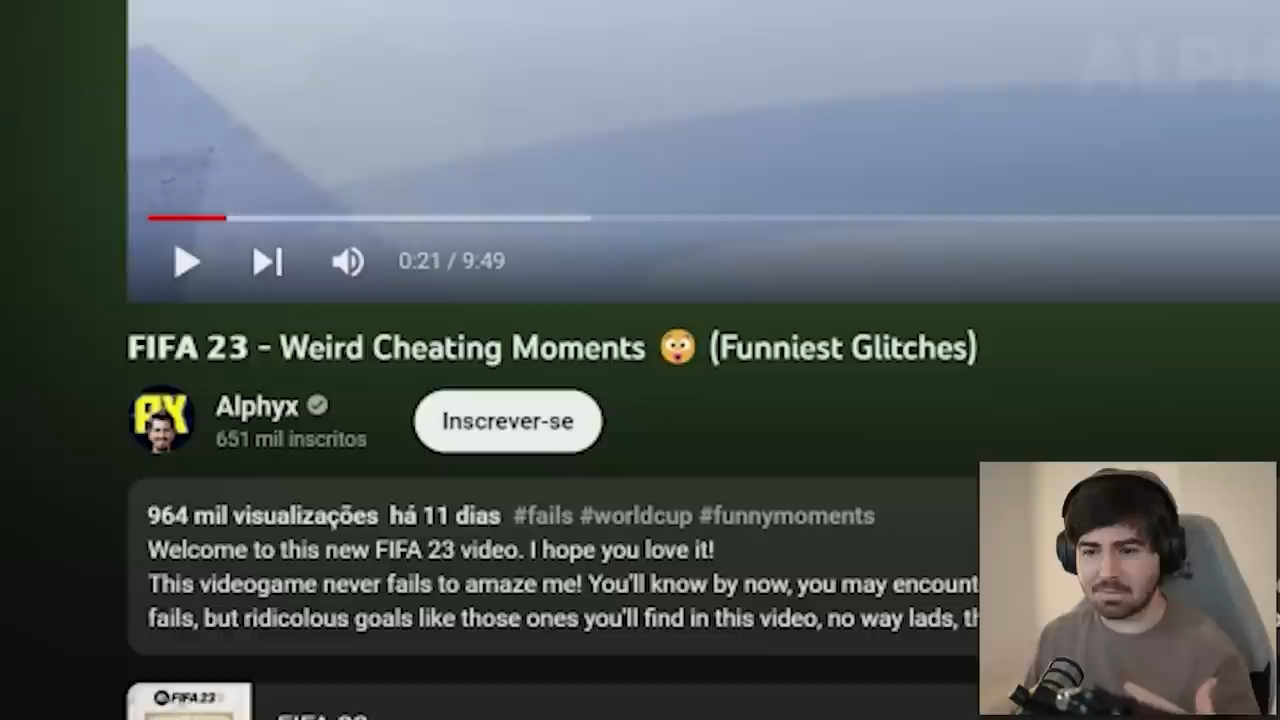 0:21 / 9:49
FIFA 23 - Weird Cheating Moments 😳 (Funniest Glitches)
Alphyx
651 mil inscritos
Inscrever-se
964 mil visualizações há 11 dias #fails #worldcup #funnymoments
Welcome to this new FIFA 23 video. I hope you love it!
This videogame never fails to amaze me! You'll know by now, you may encount
fails, but ridicolous goals like those ones you'll find in this video, no way lads, th
FIFA 23
FIFA 23